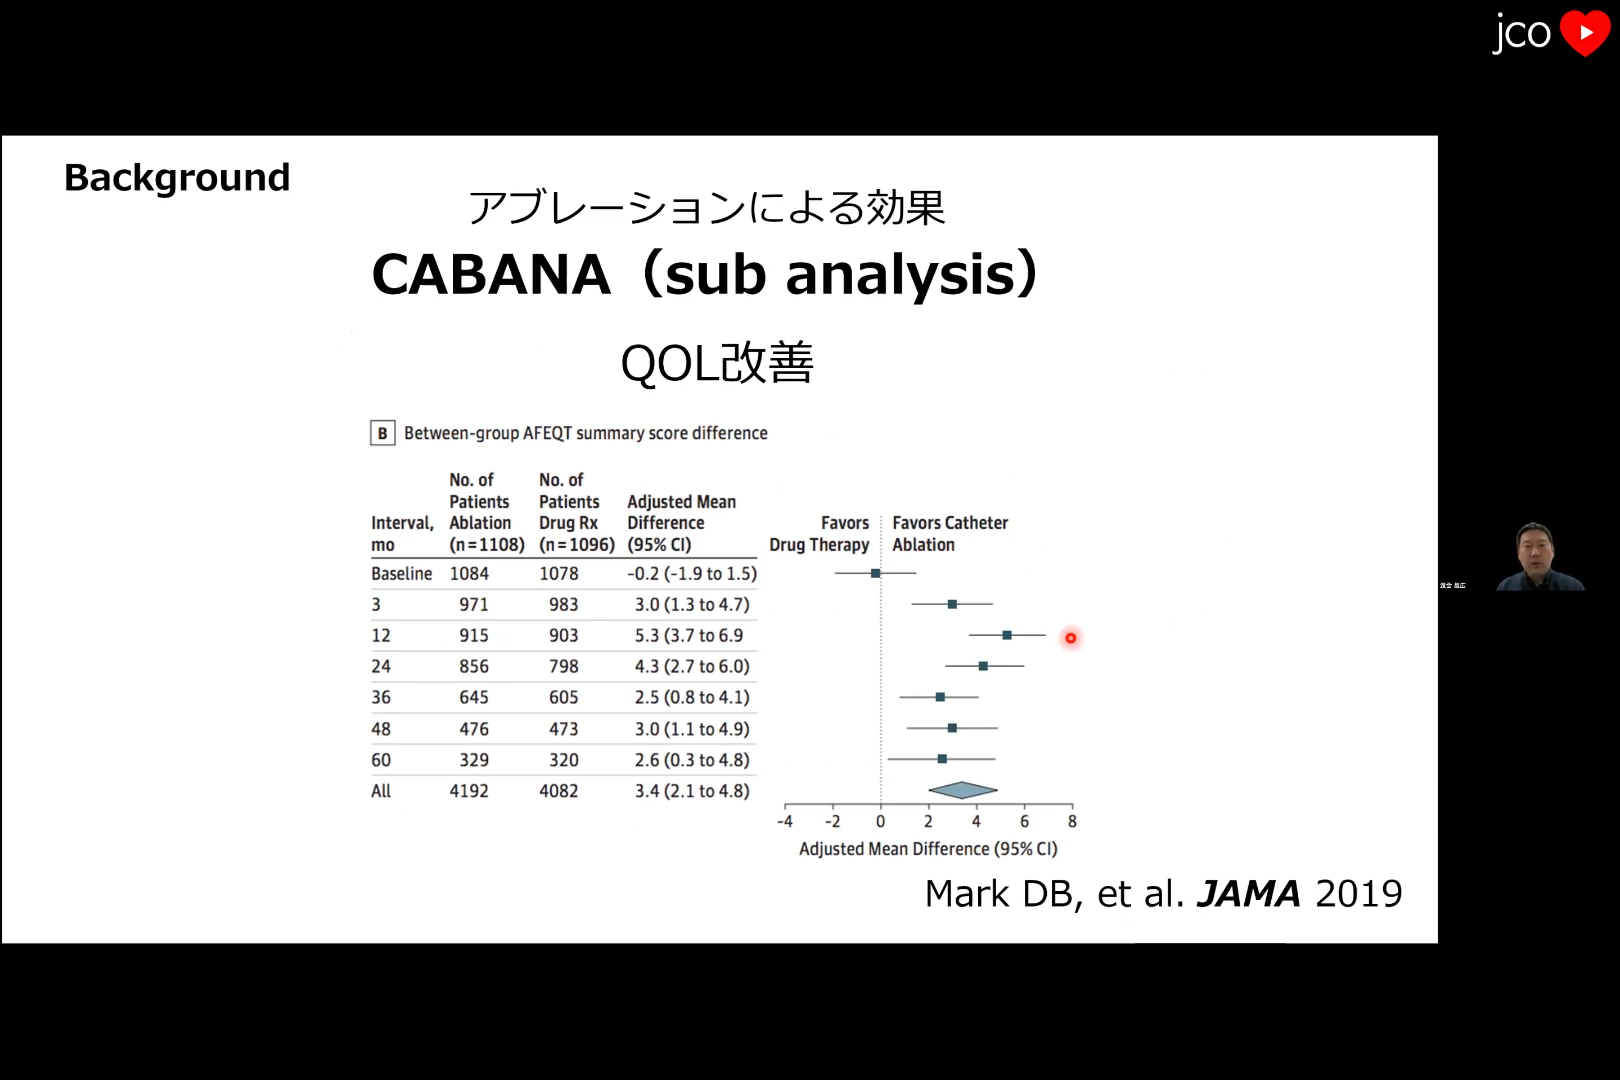 jco
Background
アブレーションによる効果
CABANA（sub analysis）
QOL改善
B Between-group AFEQT summary score difference
Interval, mo No. of Patients Ablation (n=1108) No. of Patients Drug Rx (n=1096) Adjusted Mean Difference (95% CI) Favors Drug Therapy Favors Catheter Ablation
Baseline 1084 1078 -0.2 (-1.9 to 1.5)
3 971 983 3.0 (1.3 to 4.7)
12 915 903 5.3 (3.7 to 6.9
24 856 798 4.3 (2.7 to 6.0)
36 645 605 2.5 (0.8 to 4.1)
48 476 473 3.0 (1.1 to 4.9)
60 329 320 2.6 (0.3 to 4.8)
All 4192 4082 3.4 (2.1 to 4.8)
-4 -2 0 2 4 6 8
Adjusted Mean Difference (95% CI)
Mark DB, et al. JAMA 2019